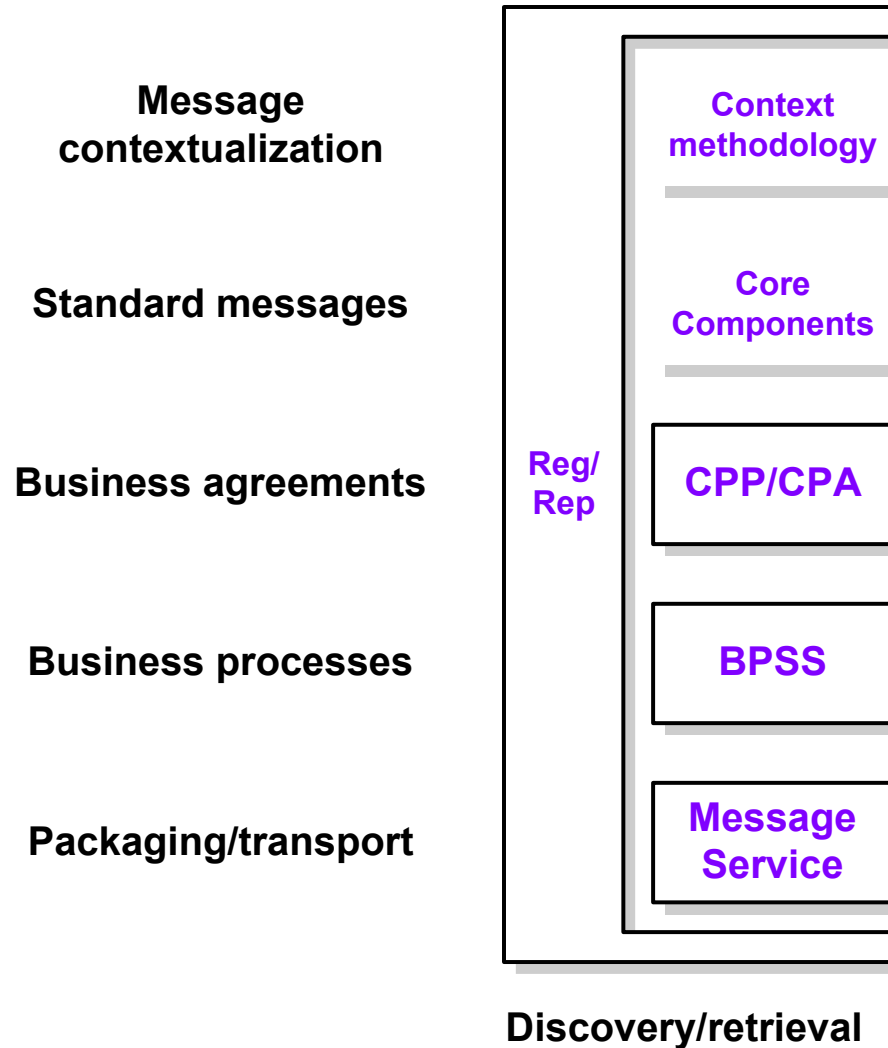 Message
contextualization
Context
methodology
Standard messages
Core
Components
Business agreements
Reg/
Rep
CPP/CPA
Business processes
BPSS
Packaging/transport
Message
Service
Discovery/retrieval